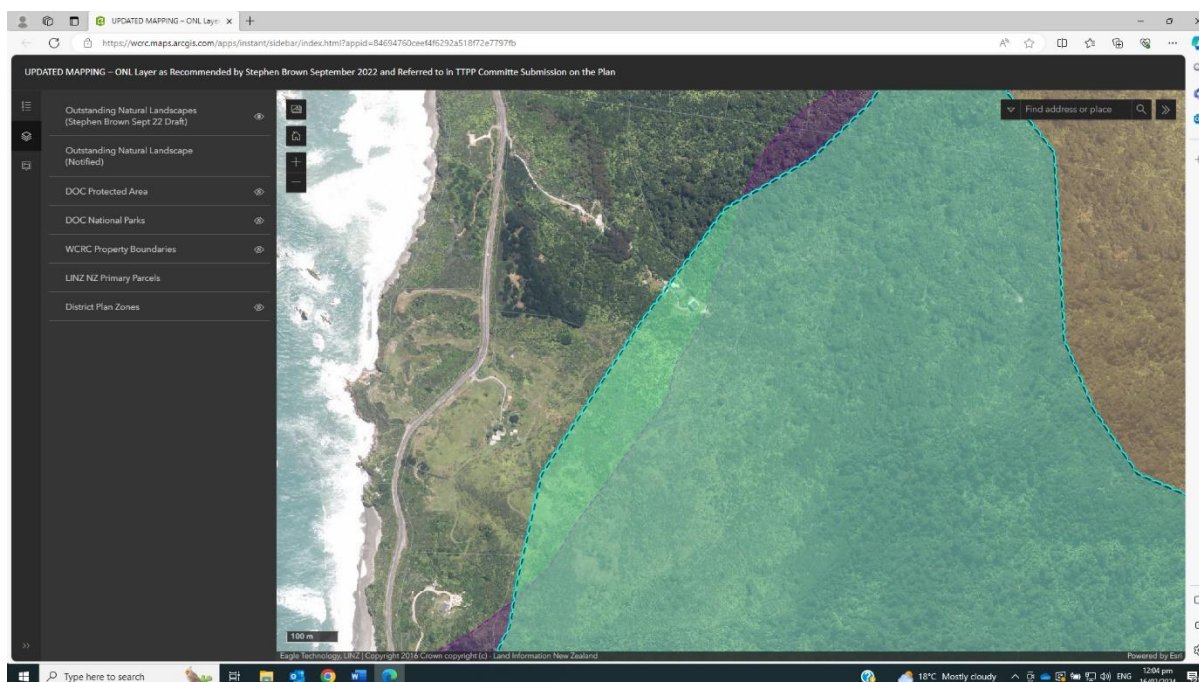 UPDATED MAPPING – ONL Laye
https://wcrc.maps.arcgis.com/apps/instant/sidebar/index.html?appid=84694760ceef4f6292a518f72e7797fb
UPDATED MAPPING – ONL Layer as Recommended by Stephen Brown September 2022 and Referred to in TTPP Committe Submission on the Plan
Outstanding Natural Landscapes
(Stephen Brown Sept 22 Draft)
Outstanding Natural Landscape
(Notified)
DOC Protected Area
DOC National Parks
WCRC Property Boundaries
LINZ NZ Primary Parcels
District Plan Zones
Find address or place
100 m
Eagle Technology, LINZ | Copyright 2016 Crown copyright (c) - Land Information New Zealand
Powered by Esri
Type here to search
18°C Mostly cloudy
ENG
12:04 pm
16/02/2024